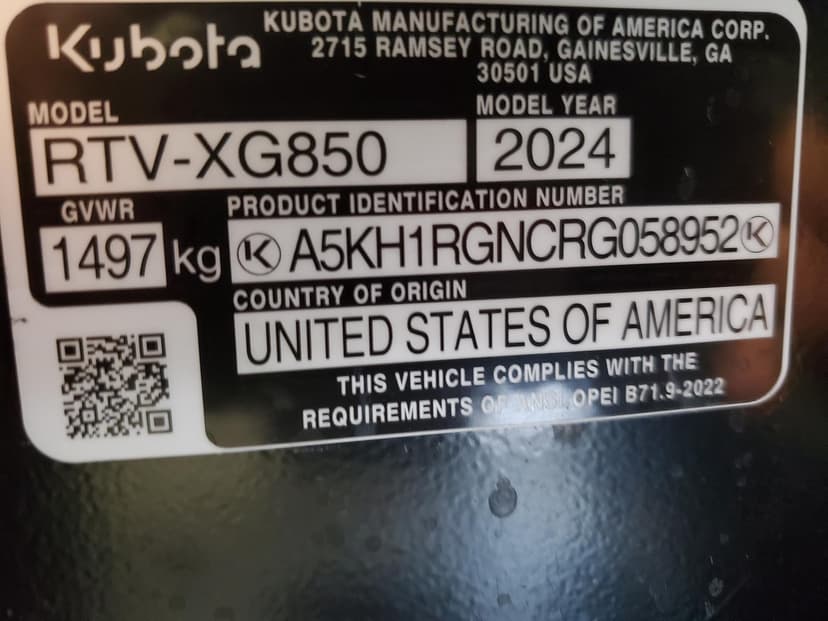 Kubota
KUBOTA MANUFACTURING OF AMERICA CORP.
2715 RAMSEY ROAD, GAINESVILLE, GA
30501 USA
MODEL
RTV-XG850
MODEL YEAR
2024
GVWR
1497 kg
PRODUCT IDENTIFICATION NUMBER
K A5KH1RGNCRG058952 K
COUNTRY OF ORIGIN
UNITED STATES OF AMERICA
THIS VEHICLE COMPLIES WITH THE
REQUIREMENTS OF ANSI,OPEI B71.9-2022